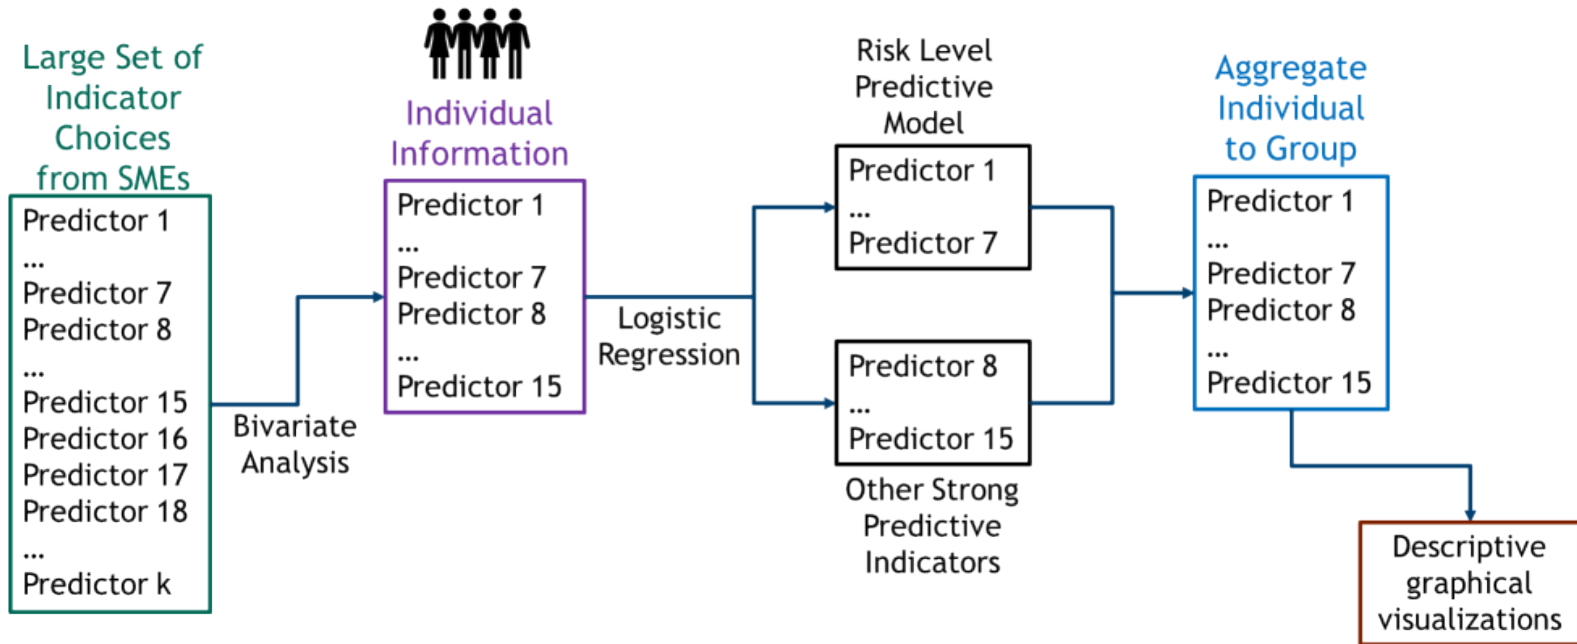 Large Set of
Indicator
Choices
from SMEs
Predictor 1
...
Predictor 7
Predictor 8
...
Predictor 15
Predictor 16
Predictor 17
Predictor 18
...
Predictor k
Bivariate
Analysis
Individual
Information
Predictor 1
...
Predictor 7
Predictor 8
...
Predictor 15
Logistic
Regression
Risk Level
Predictive
Model
Predictor 1
...
Predictor 7
Predictor 8
...
Predictor 15
Other Strong
Predictive
Indicators
Aggregate
Individual
to Group
Predictor 1
...
Predictor 7
Predictor 8
...
Predictor 15
Descriptive
graphical
visualizations